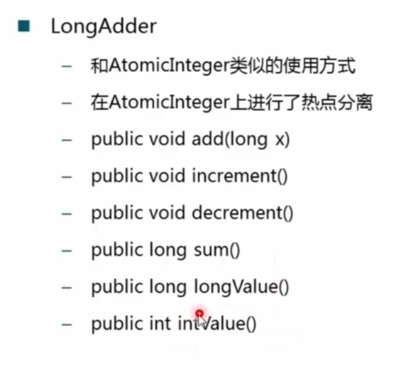 LongAdder
– 和AtomicInteger类似的使用方式
– 在AtomicInteger上进行了热点分离
– public void add(long x)
– public void increment()
– public void decrement()
– public long sum()
– public long longValue()
– public int intValue()